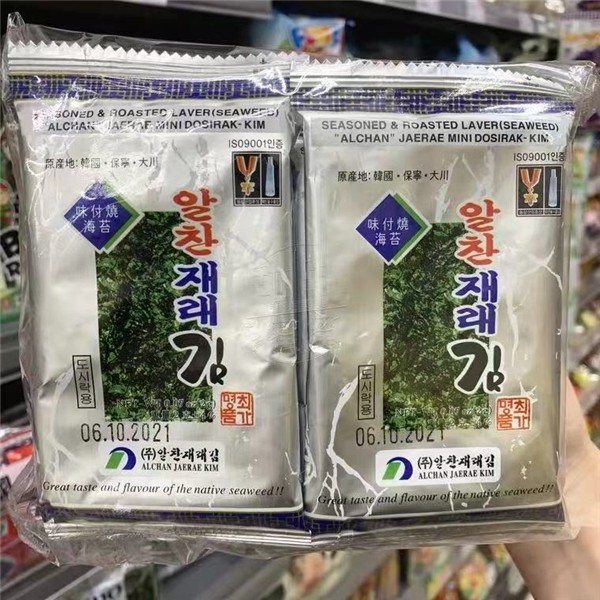 SEASONED & ROASTED LAVER(SEAWEED)
"ALCHAN" JAERAE MINI DOSIRAK-KIM
ISO9001인증
原産地:韓國・保寧・大川
味付燒
海苔
알찬재래김
도시락용
명품
최가
06.10.2021
(주)알찬재래김
ALCHAN JAERAE KIM
Great taste and flavour of the native seaweed!!
SEASONED & ROASTED LAVER(SEAWEED)
"ALCHAN" JAERAE MINI DOSIRAK-KIM
ISO9001인증
原産地:韓國・保寧・大川
味付燒
海苔
알찬재래김
도시락용
명품
최가
06.10.2021
(주)알찬재래김
ALCHAN JAERAE KIM
Great taste and flavour of the native seaweed!!